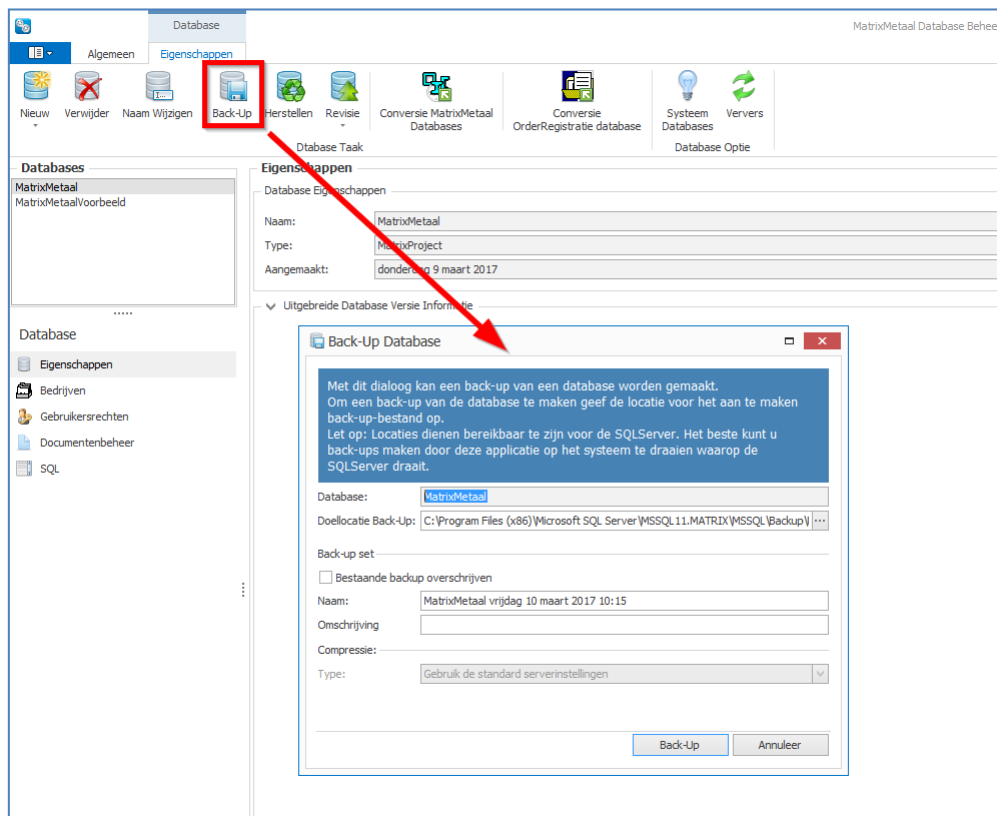 Database
MatrixMetaal Database Behee
Algemeen Eigenschappen
Nieuw Verwijder Naam Wijzigen Back-Up Herstellen Revisie Conversie MatrixMetaal Databases Conversie OrderRegistratie database Systeem Databases Ververs
Dtabase Taak Database Optie
Databases
MatrixMetaal
MatrixMetaalVoorbeeld
Database
Eigenschappen
Bedrijven
Gebruikersrechten
Documentenbeheer
SQL
Eigenschappen
Database Eigenschappen
Naam: MatrixMetaal
Type: MatrixProject
Aangemaakt: donderdag 9 maart 2017
Uitgebreide Database Versie Informatie
Back-Up Database
Met dit dialoog kan een back-up van een database worden gemaakt.
Om een back-up van de database te maken geef de locatie voor het aan te maken
back-up-bestand op.
Let op: Locaties dienen bereikbaar te zijn voor de SQLServer. Het beste kunt u
back-ups maken door deze applicatie op het systeem te draaien waarop de
SQLServer draait.
Database: MatrixMetaal
Doellocatie Back-Up: C:\Program Files (x86)\Microsoft SQL Server\MSSQL11.MATRIX\MSSQL\Backup\ ...
Back-up set
Bestaande backup overschrijven
Naam: MatrixMetaal vrijdag 10 maart 2017 10:15
Omschrijving
Compressie:
Type: Gebruik de standard serverinstellingen
Back-Up Annuleer